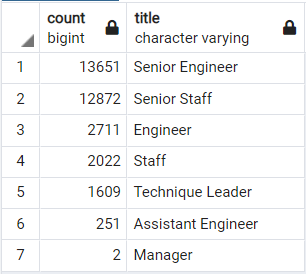 count title
bigint character varying
1 13651 Senior Engineer
2 12872 Senior Staff
3 2711 Engineer
4 2022 Staff
5 1609 Technique Leader
6 251 Assistant Engineer
7 2 Manager